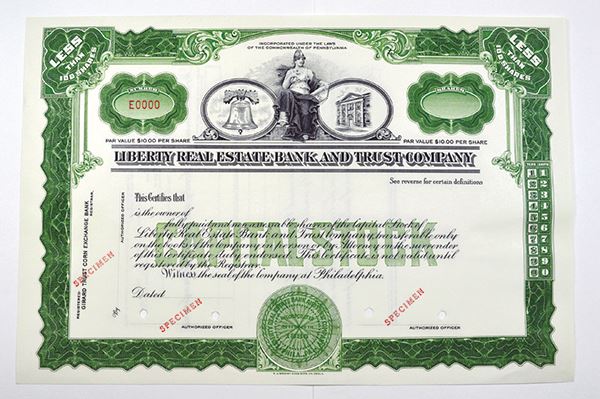 INCORPORATED UNDER THE LAWS
OF THE COMMONWEALTH OF PENNSYLVANIA
LESS THAN 100 SHARES
LESS THAN 100 SHARES
NUMBER
E0000
SHARES
PAR VALUE $10.00 PER SHARE
PAR VALUE $10.00 PER SHARE
LIBERTY REAL ESTATE BANK AND TRUST COMPANY
See reverse for certain definitions
This Certifies that
is the owner of
fully paid and non-assessable shares of the Capital Stock of
Liberty Real Estate Bank and Trust Company, transferable only
on the books of the company in person or by Attorney on the surrender
of this Certificate duly endorsed. This Certificate is not valid until
registered by the Registrar.
Witness the seal of the company at Philadelphia.
Dated
REGISTERED:
GIRARD TRUST CORN EXCHANGE BANK
REGISTRAR,
AUTHORIZED OFFICER
SPECIMEN
SPECIMEN
SPECIMEN
AUTHORIZED OFFICER
AUTHORIZED OFFICER